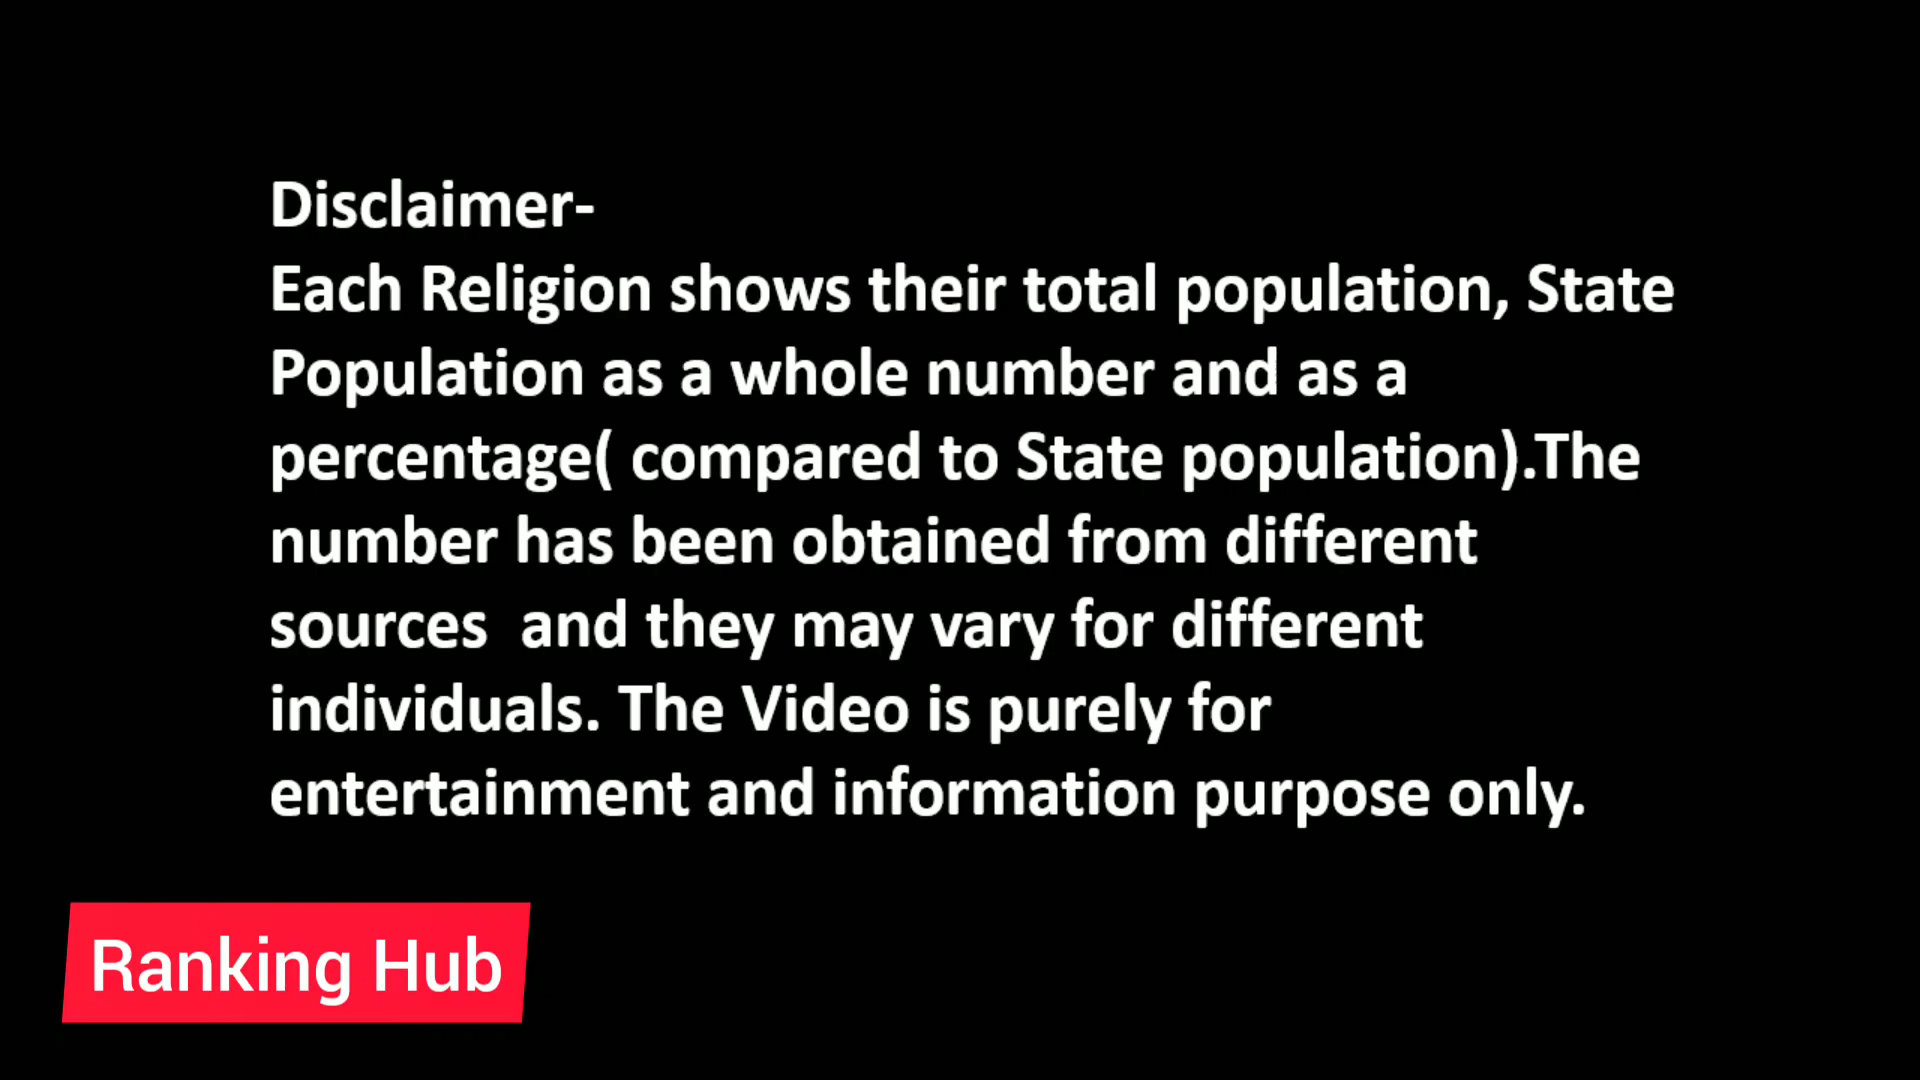 Disclaimer-
Each Religion shows their total population, State
Population as a whole number and as a
percentage( compared to State population).The
number has been obtained from different
sources  and they may vary for different
individuals. The Video is purely for
entertainment and information purpose only.
Ranking Hub